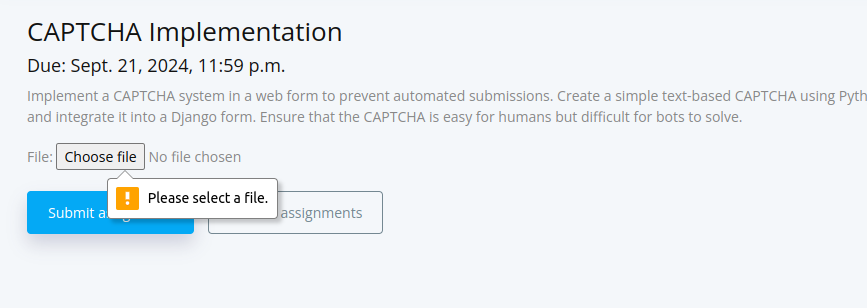 CAPTCHA Implementation
Due: Sept. 21, 2024, 11:59 p.m.
Implement a CAPTCHA system in a web form to prevent automated submissions. Create a simple text-based CAPTCHA using Pyth
and integrate it into a Django form. Ensure that the CAPTCHA is easy for humans but difficult for bots to solve.
File: Choose file No file chosen
Please select a file.
Submit assignments